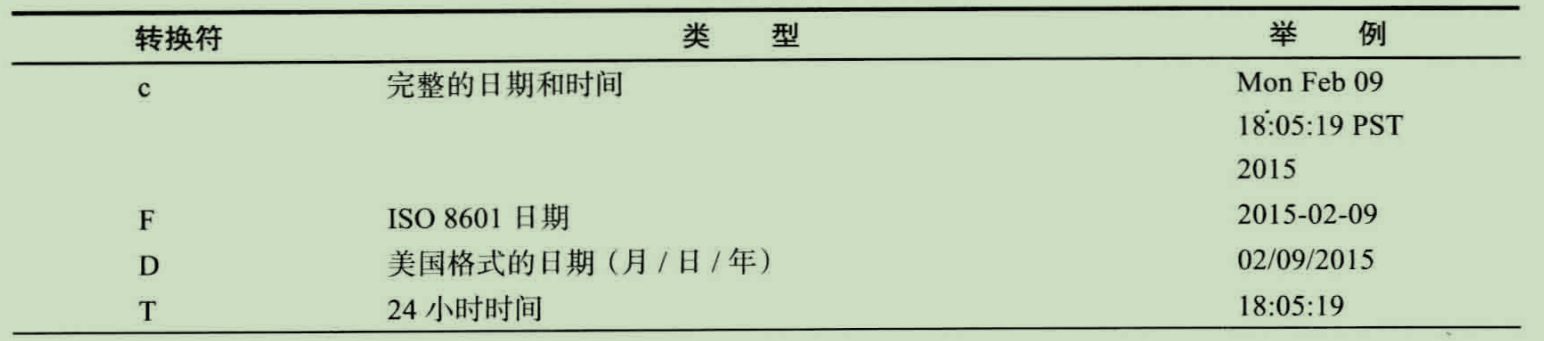 转换符 类 型 举 例
c 完整的日期和时间 Mon Feb 09
18:05:19 PST
2015
F ISO 8601 日期 2015-02-09
D 美国格式的日期（月 / 日 / 年） 02/09/2015
T 24 小时时间 18:05:19